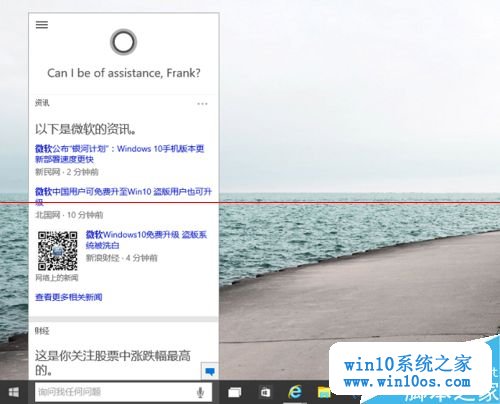 Can I be of assistance, Frank?
资讯
以下是微软的资讯。
微软公布"银河计划"：Windows 10手机版本更
新部署速度更快
新民网 · 2 分钟前
微软中国用户可免费升至Win10 盗版用户也可升
级
北国网 · 10 分钟前
微软Windows10免费升级 盗版系
统被洗白
新浪财经 · 4 分钟前
网络上的新闻
查看更多相关新闻
财经
这是你关注股票中涨跌幅最高
的。
询问我任何问题
win10系统之家
www.win10os.com
脚本之家